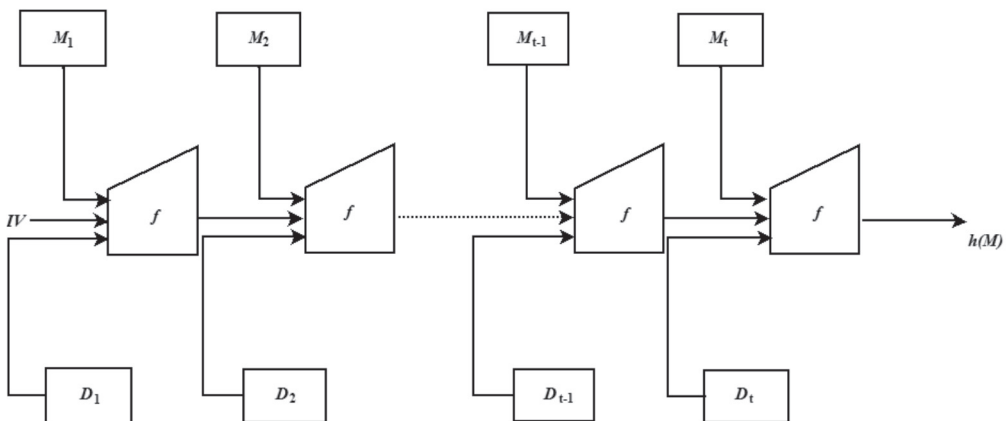 M₁ M₂ Mₜ₋₁ Mₜ
IV f f f f h(M)
D₁ D₂ Dₜ₋₁ Dₜ